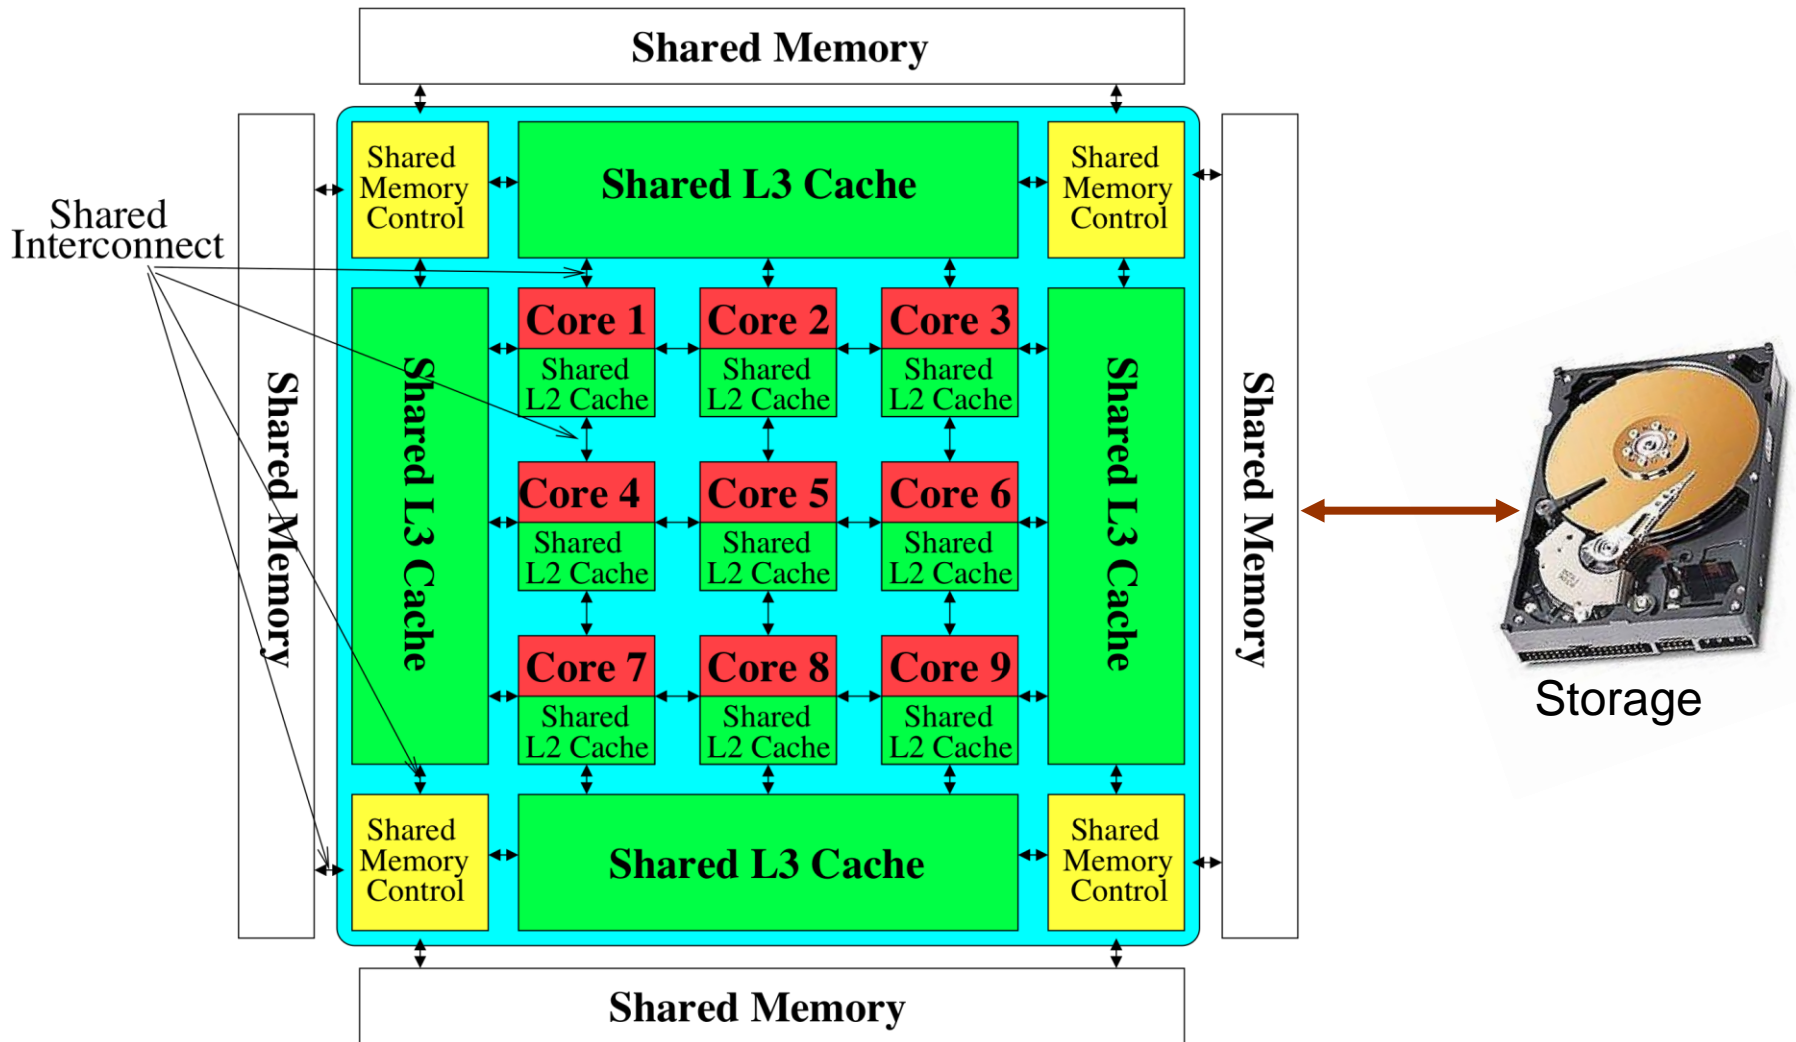 Shared Memory
Shared
Memory
Control
Shared L3 Cache
Shared
Memory
Control
Shared
Interconnect
Shared Memory
Shared L3 Cache
Core 1
Shared
L2 Cache
Core 2
Shared
L2 Cache
Core 3
Shared
L2 Cache
Shared L3 Cache
Shared Memory
Core 4
Shared
L2 Cache
Core 5
Shared
L2 Cache
Core 6
Shared
L2 Cache
Core 7
Shared
L2 Cache
Core 8
Shared
L2 Cache
Core 9
Shared
L2 Cache
Storage
Shared
Memory
Control
Shared L3 Cache
Shared
Memory
Control
Shared Memory